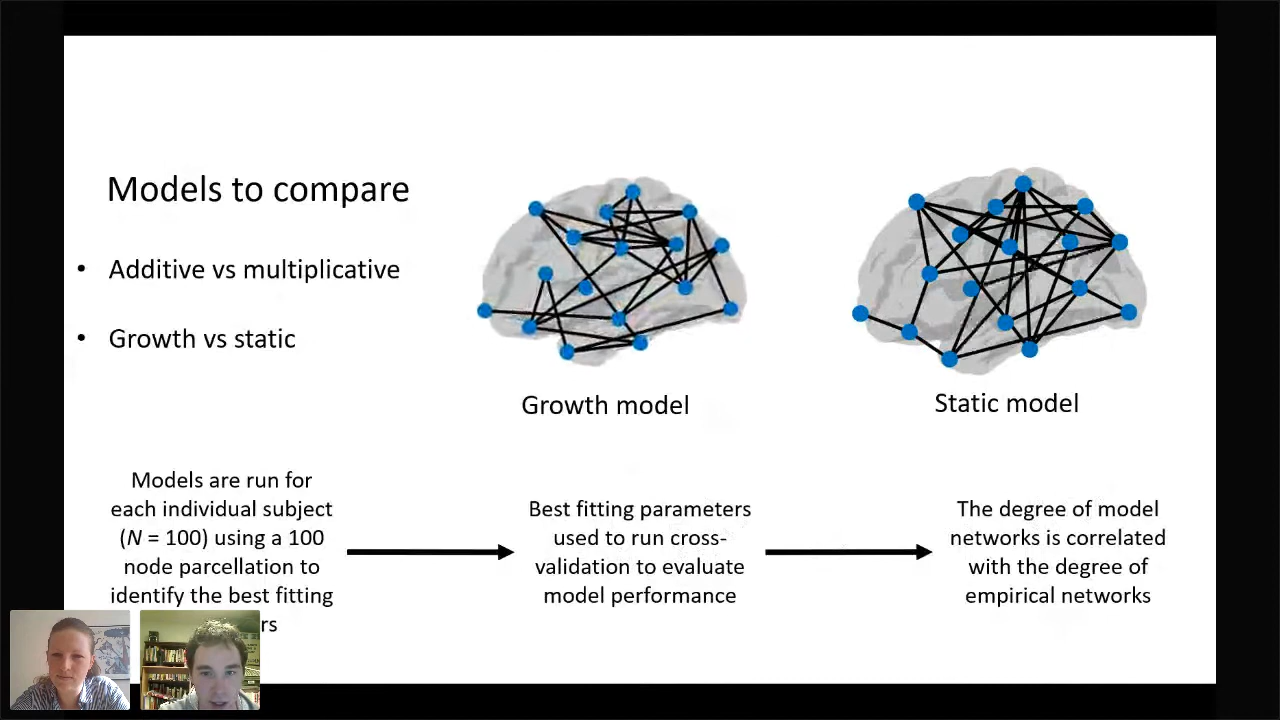 Models to compare
• Additive vs multiplicative
• Growth vs static
Growth model
Static model
Models are run for
each individual subject
(N = 100) using a 100
node parcellation to
identify the best fitting
rs
Best fitting parameters
used to run cross-
validation to evaluate
model performance
The degree of model
networks is correlated
with the degree of
empirical networks